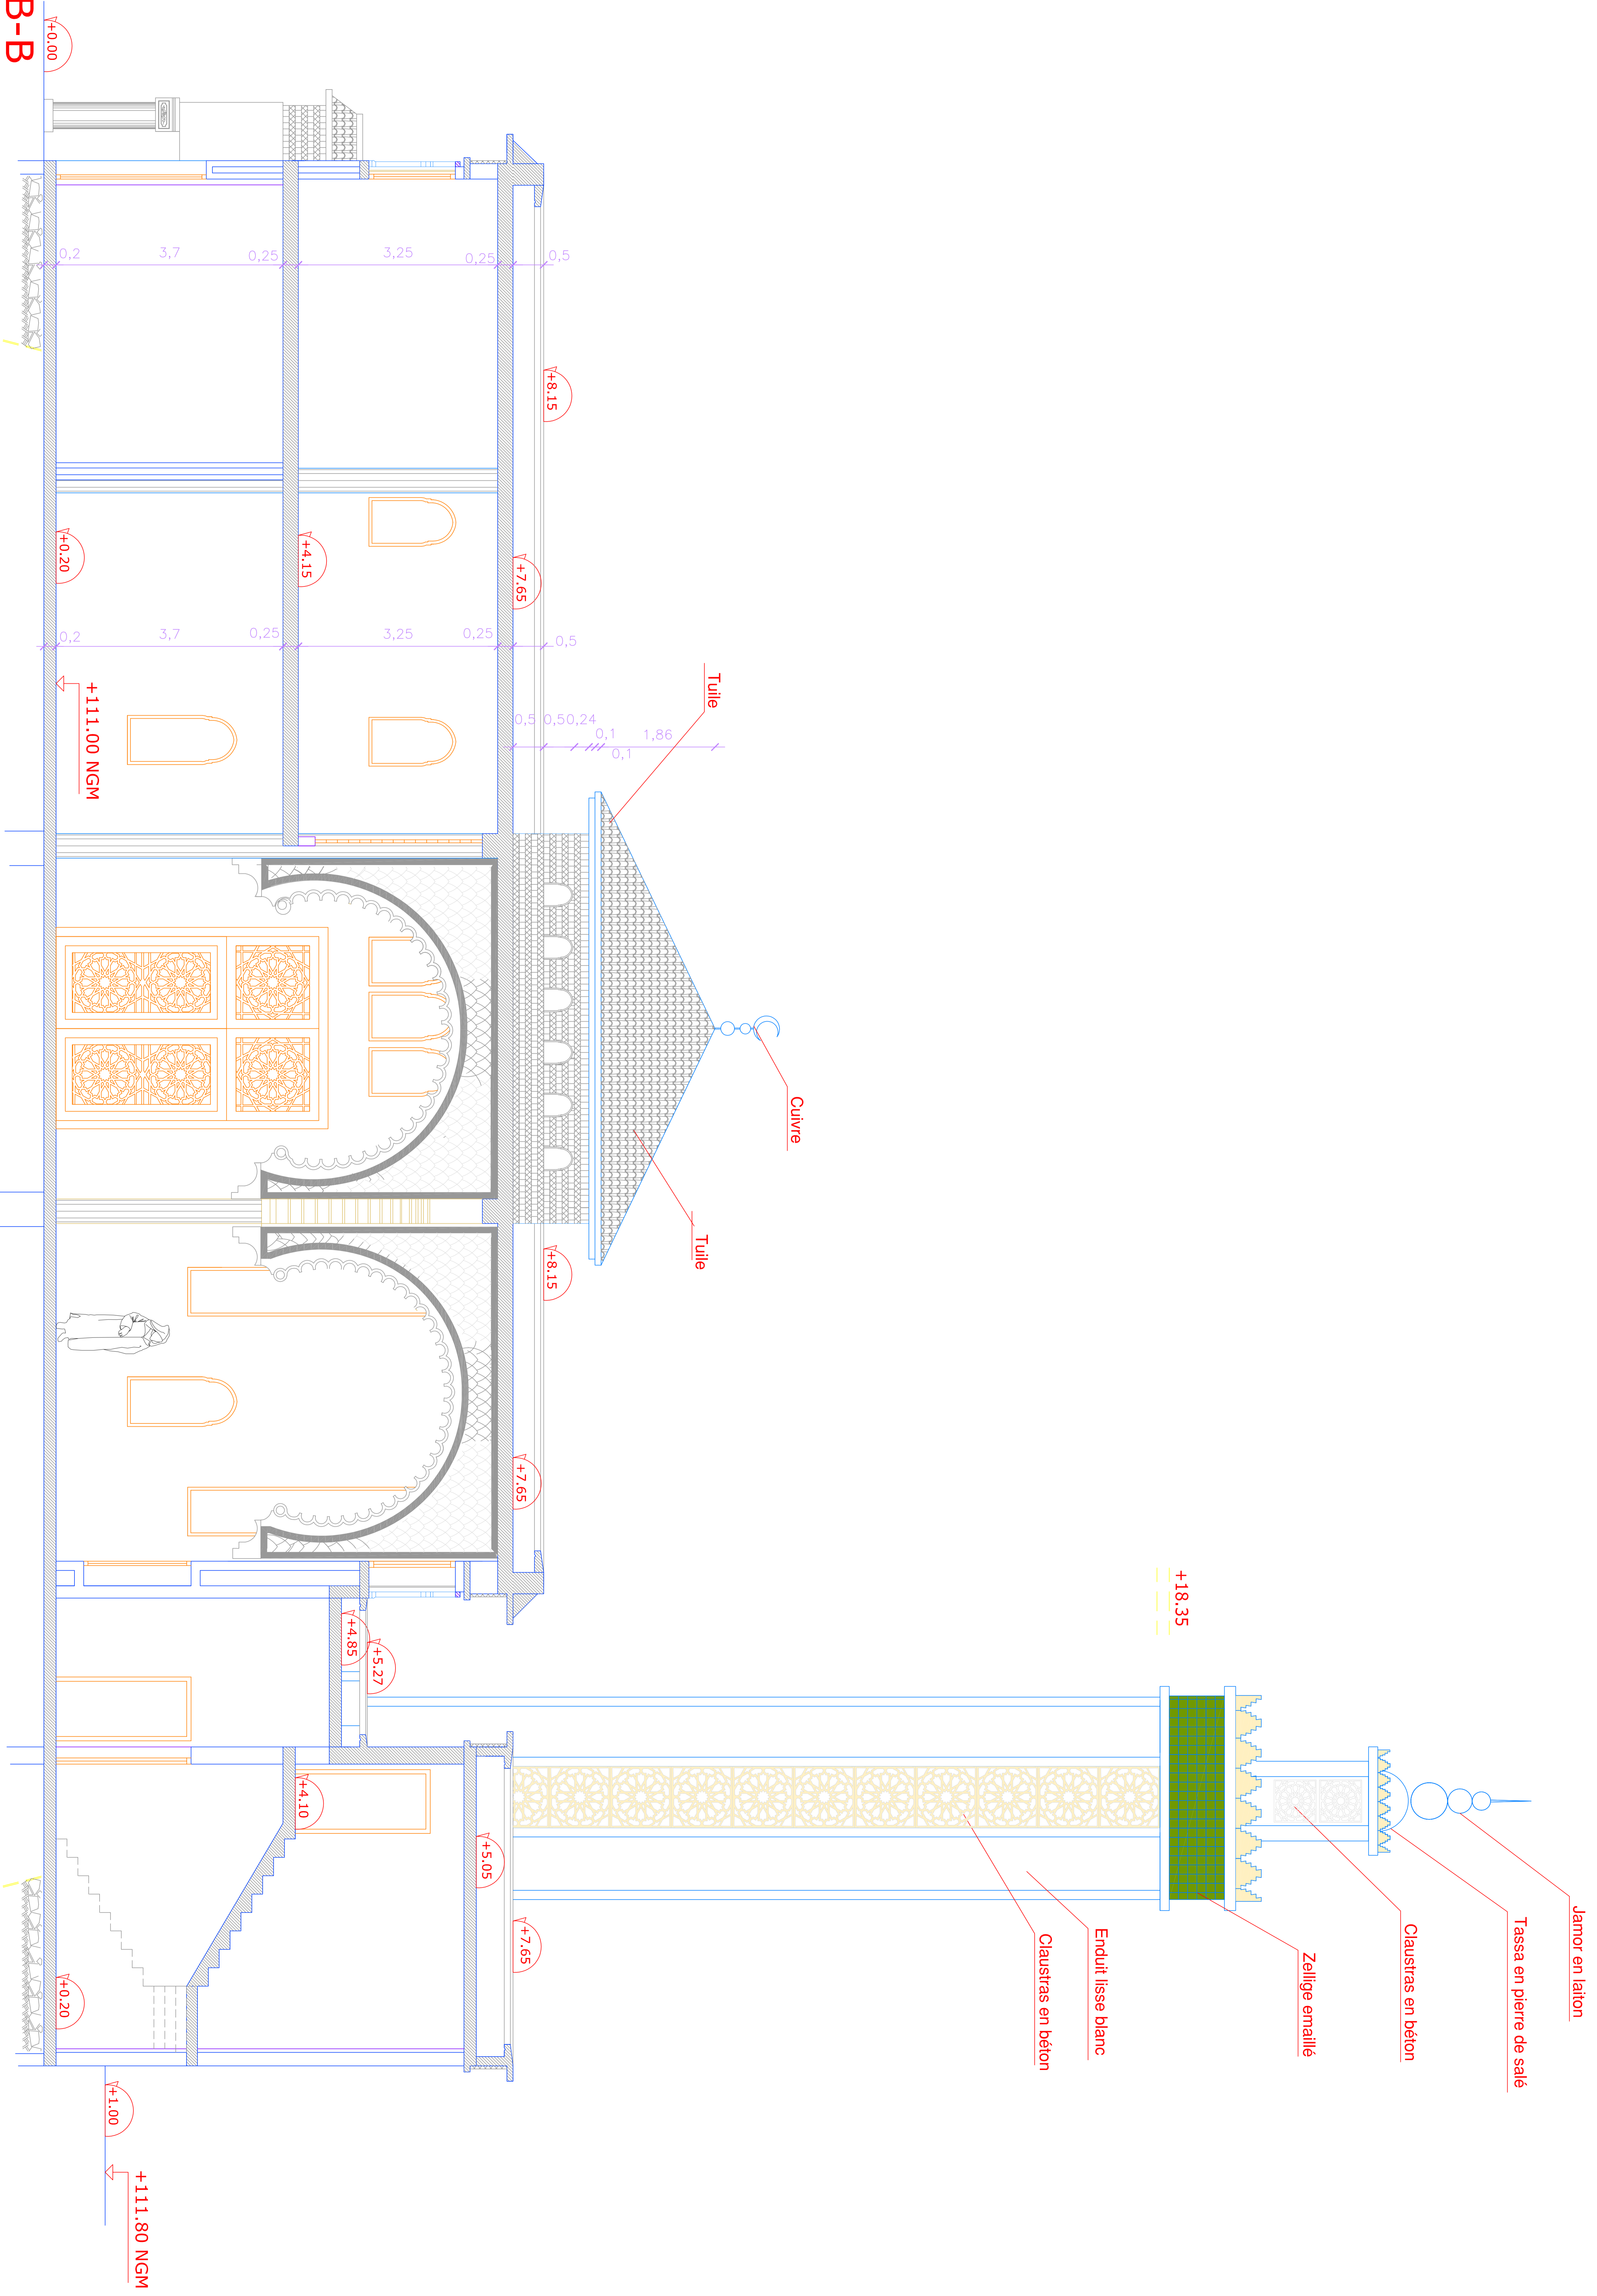 Jamor en laiton
Tassa en pierre de salé
Claustras en béton
Zellige emaillé
+18.35
Enduit lisse blanc
Claustras en béton
Cuivre
Tuile
Tuile
1,86
0,1
0,1
0,5 0,5 0,24
0,5
0,5
+8.15
+8.15
+7.65
+7.65
+7.65
0,25
0,25
3,25
3,25
+5.27
+4.85
+5.05
+4.15
+4.10
0,25
0,25
3,7
3,7
+111.00 NGM
+111.80 NGM
+1.00
0,2
0,2
+0.20
+0.20
+0.00
B-B